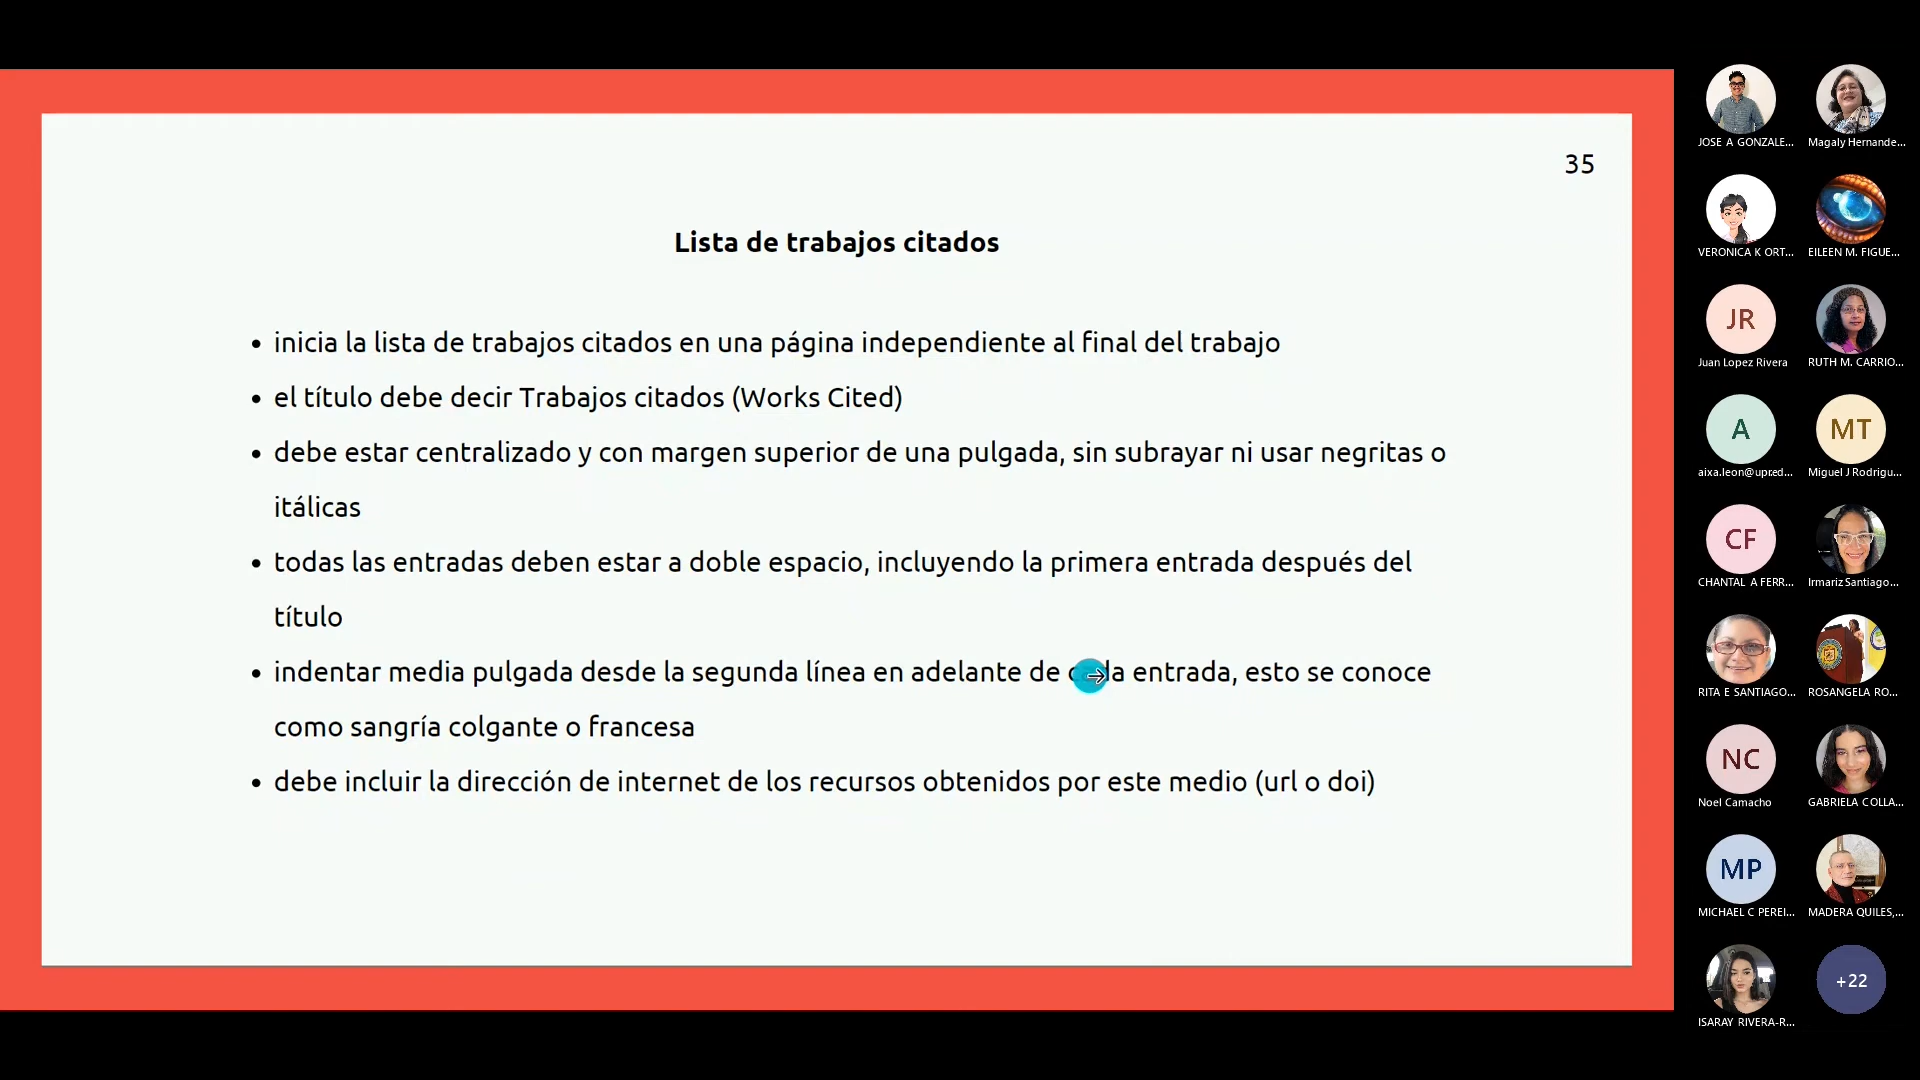 35
Lista de trabajos citados
• inicia la lista de trabajos citados en una página independiente al final del trabajo
• el título debe decir Trabajos citados (Works Cited)
• debe estar centralizado y con margen superior de una pulgada, sin subrayar ni usar negritas o
itálicas
• todas las entradas deben estar a doble espacio, incluyendo la primera entrada después del
título
• indentar media pulgada desde la segunda línea en adelante de cada entrada, esto se conoce
como sangría colgante o francesa
• debe incluir la dirección de internet de los recursos obtenidos por este medio (url o doi)
JOSE A GONZALE...
Magaly Hernande...
VERONICA K ORT...
EILEEN M. FIGUE...
JR
Juan Lopez Rivera
RUTH M. CARRIO...
A
aixa.leon@upr.ed...
MT
Miguel J Rodrigu...
CF
CHANTAL A FERR...
Irmariz Santiago...
RITA E SANTIAGO...
ROSANGELA RO...
NC
Noel Camacho
GABRIELA COLLA...
MP
MICHAEL C PEREI...
MADERA QUILES,...
ISARAY RIVERA-R...
+22